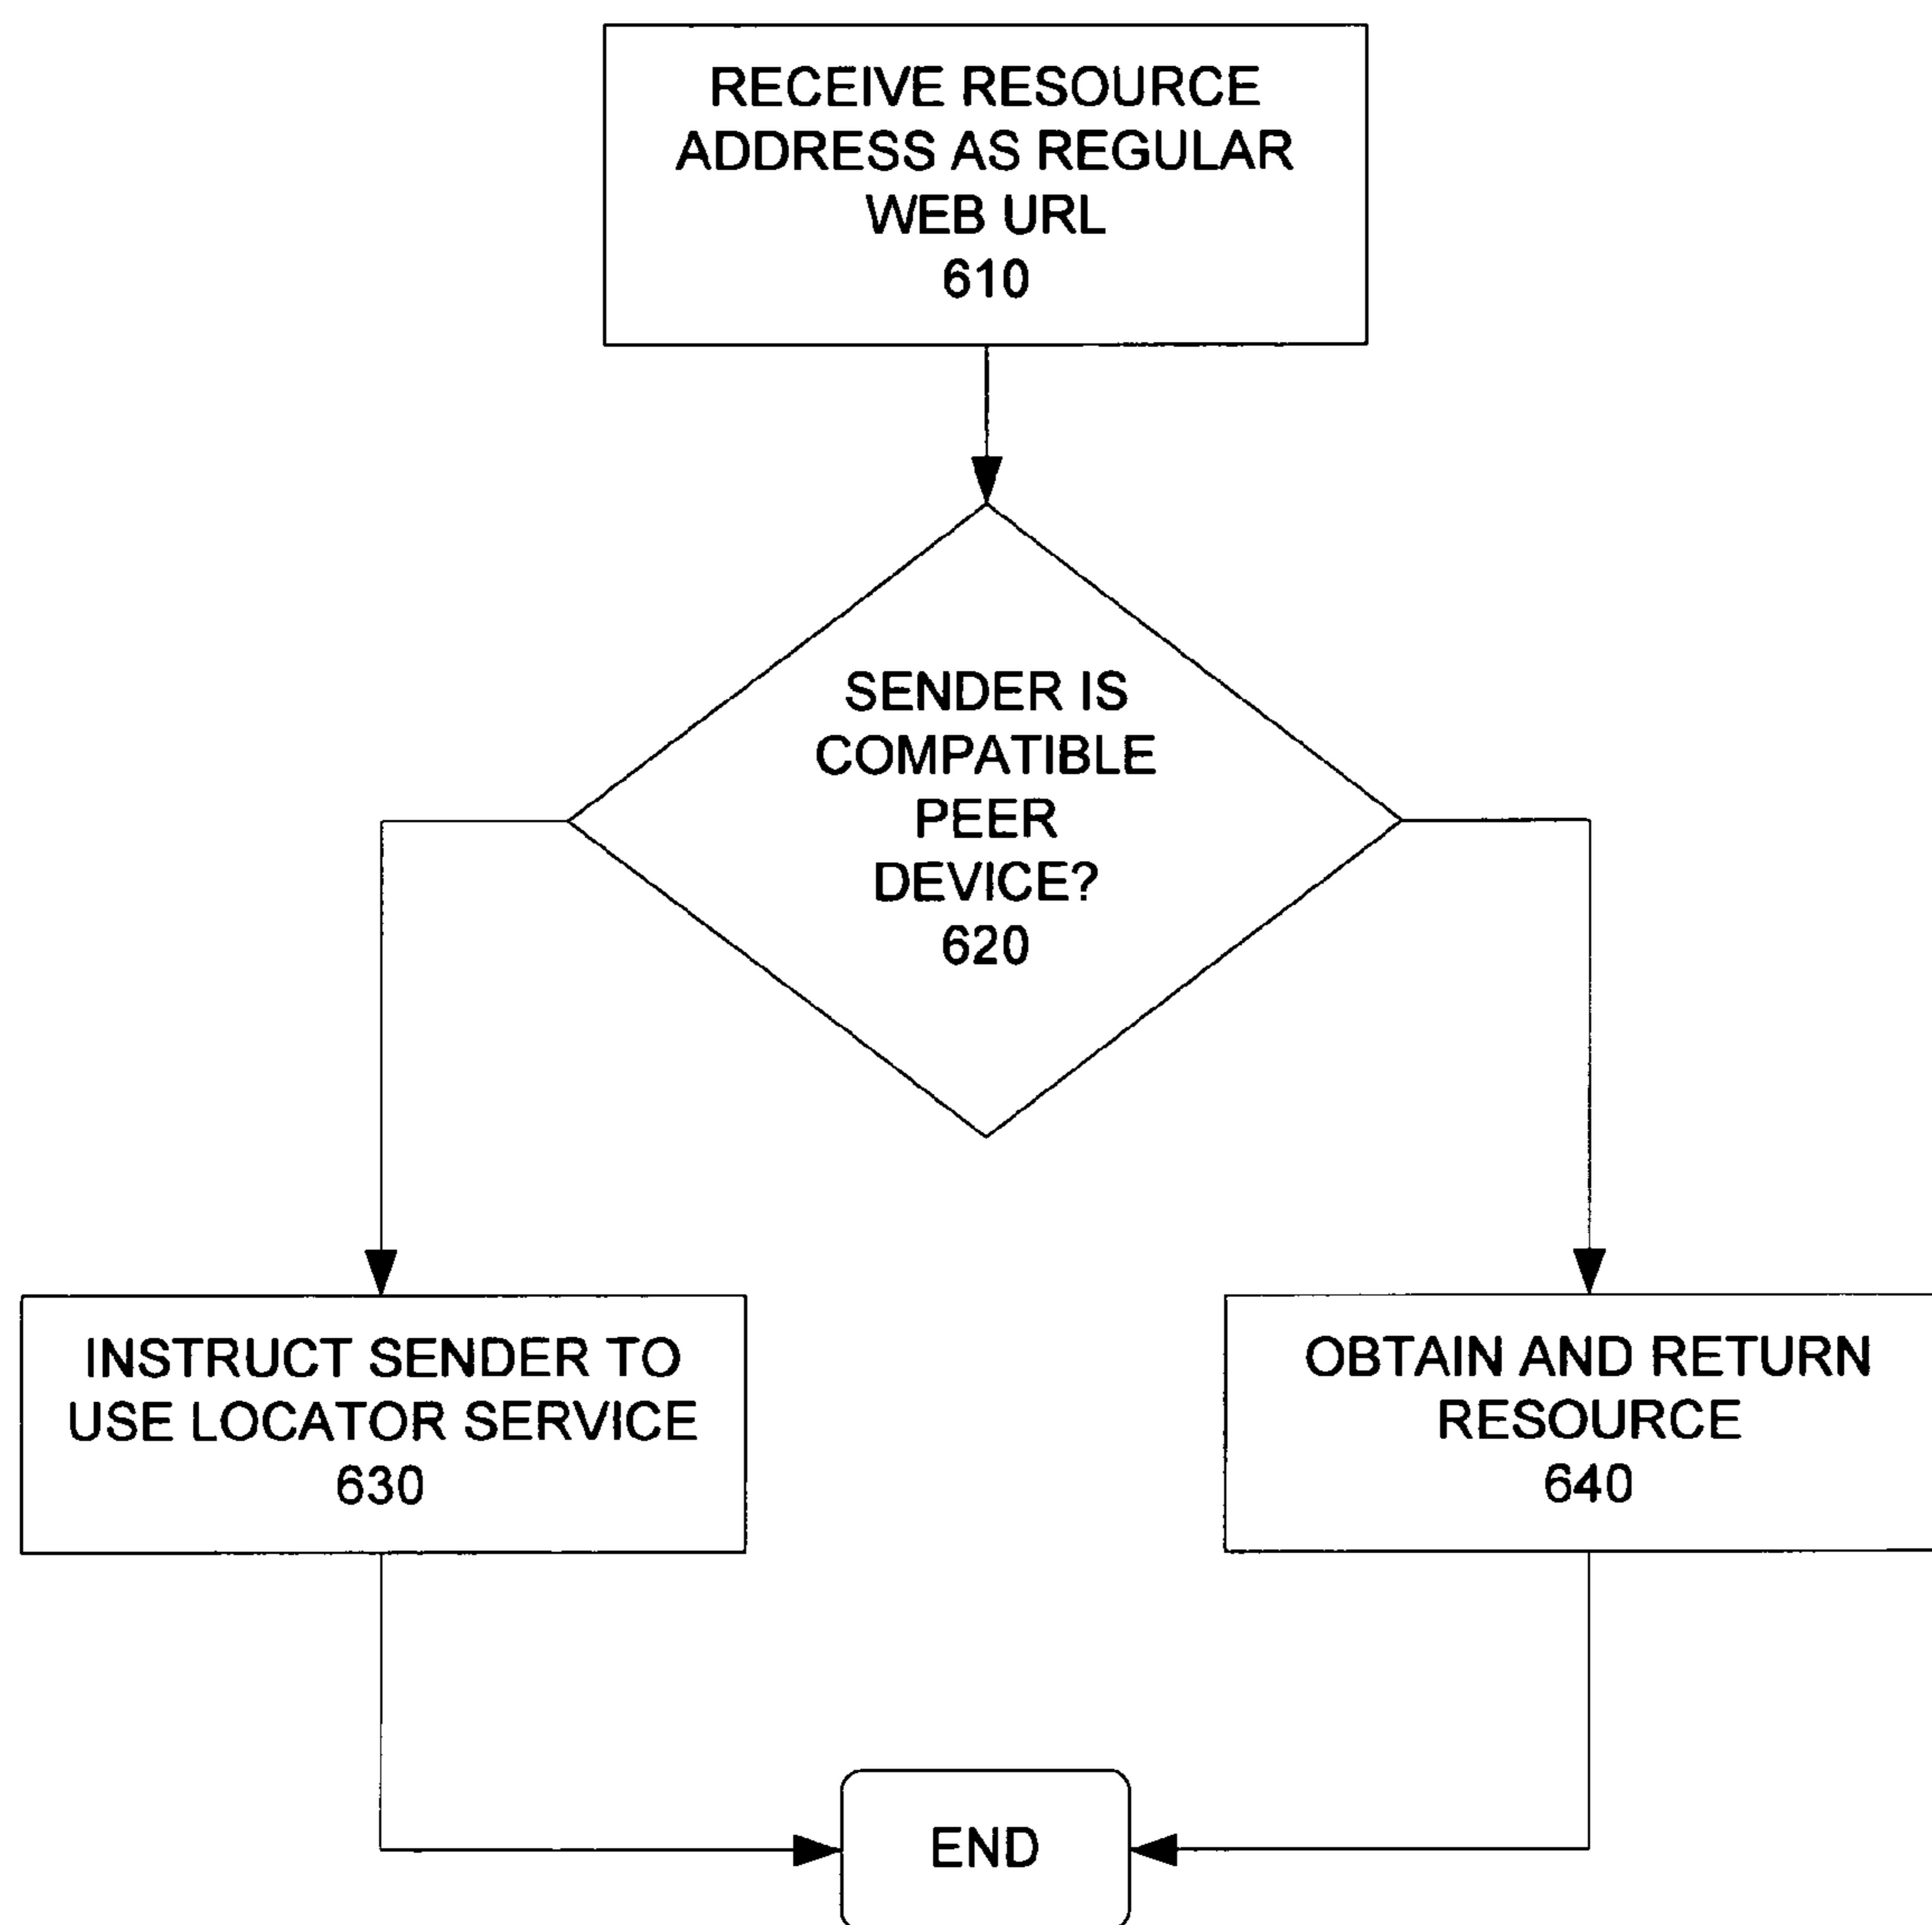 RECEIVE RESOURCE
ADDRESS AS REGULAR
WEB URL
610
SENDER IS
COMPATIBLE
PEER
DEVICE?
620
INSTRUCT SENDER TO
USE LOCATOR SERVICE
630
OBTAIN AND RETURN
RESOURCE
640
END